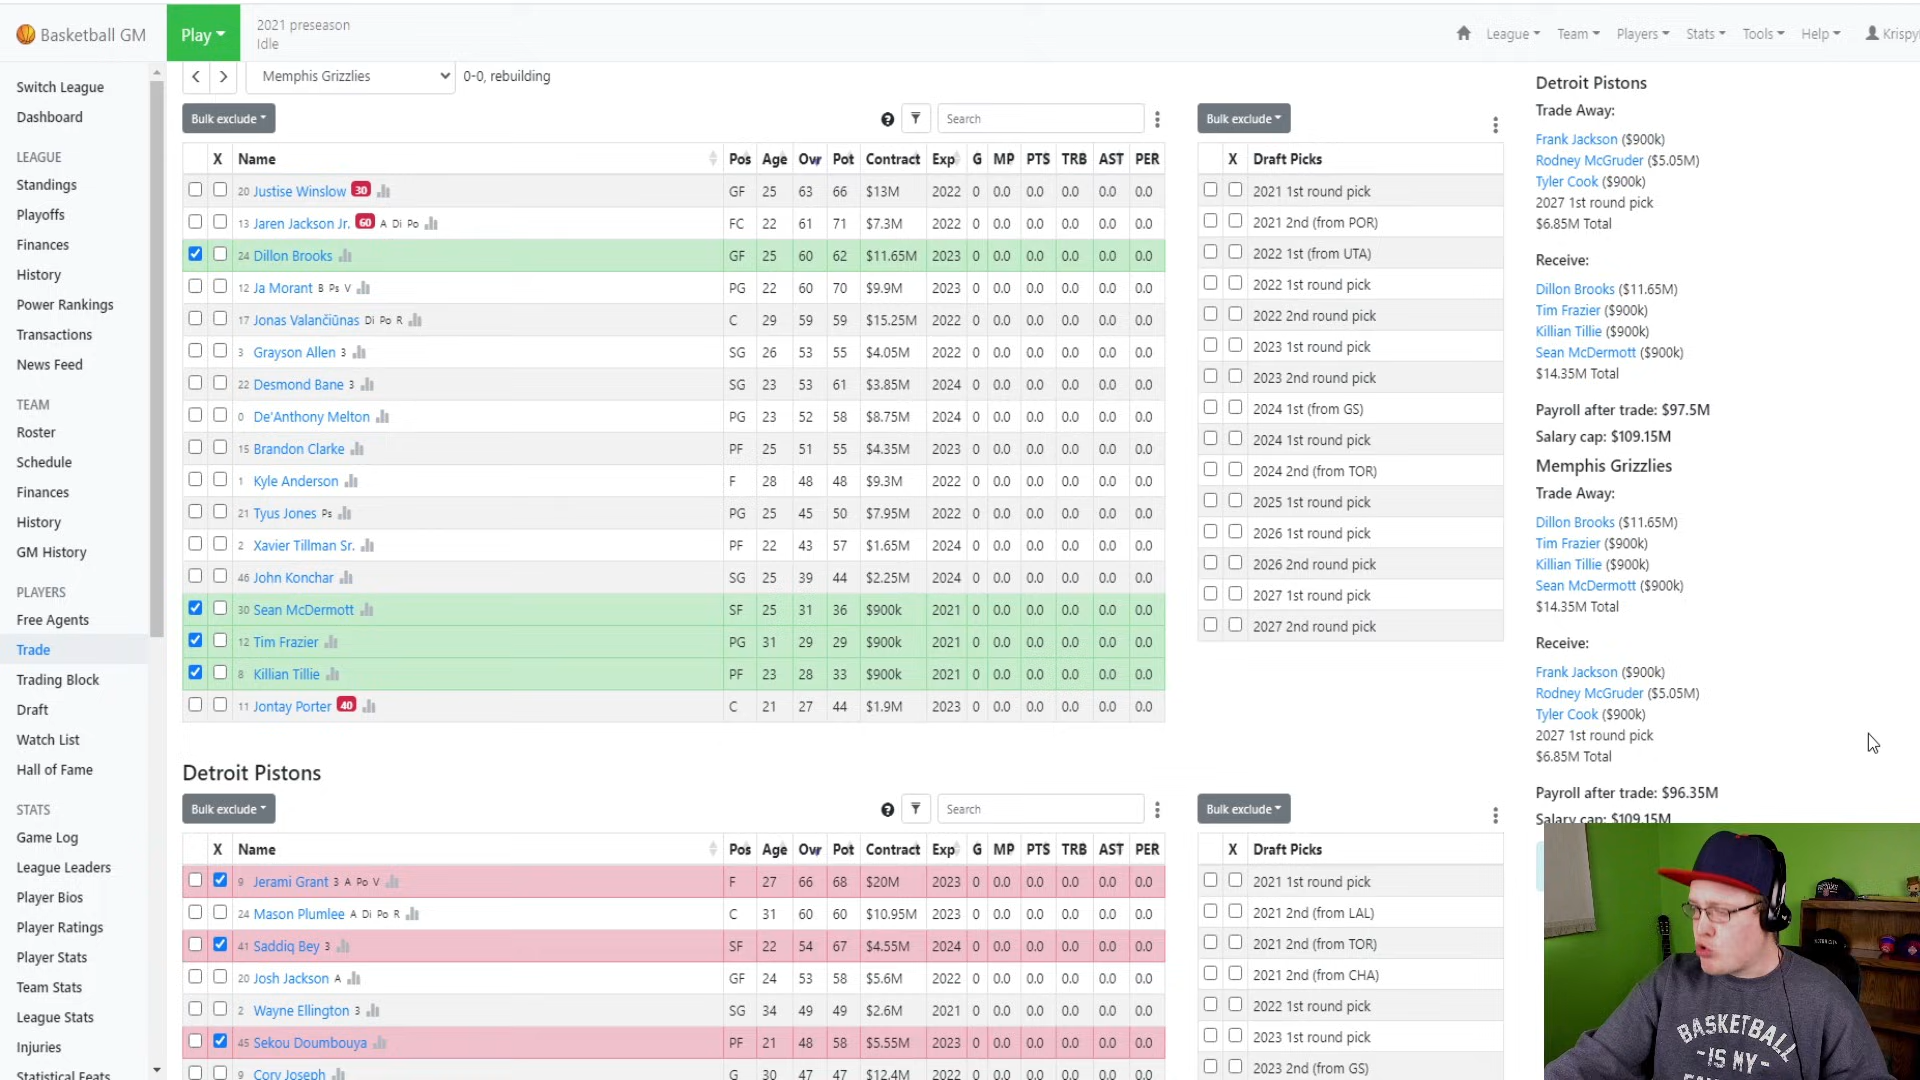 Basketball GM
Play
2021 preseason
Idle
League
Team
Players
Stats
Tools
Help
Switch League
Dashboard
LEAGUE
Standings
Playoffs
Finances
History
Power Rankings
Transactions
News Feed
TEAM
Roster
Schedule
Finances
History
GM History
PLAYERS
Free Agents
Trade
Trading Block
Draft
Watch List
Hall of Fame
STATS
Game Log
League Leaders
Player Bios
Player Ratings
Player Stats
Team Stats
League Stats
Injuries
Statistical Feats
Memphis Grizzlies 0-0, rebuilding
Bulk exclude
Search
X Name Pos Age Ovr Pot Contract Exp G MP PTS TRB AST PER
20 Justise Winslow 30 GF 25 63 66 $13M 2022 0 0.0 0.0 0.0 0.0 0.0
13 Jaren Jackson Jr. 60 A Di Po FC 22 61 71 $7.3M 2022 0 0.0 0.0 0.0 0.0 0.0
24 Dillon Brooks GF 25 60 62 $11.65M 2023 0 0.0 0.0 0.0 0.0 0.0
12 Ja Morant B Ps V PG 22 60 70 $9.9M 2023 0 0.0 0.0 0.0 0.0 0.0
17 Jonas Valančiūnas Di Po R C 29 59 59 $15.25M 2022 0 0.0 0.0 0.0 0.0 0.0
3 Grayson Allen 3 SG 26 53 55 $4.05M 2022 0 0.0 0.0 0.0 0.0 0.0
22 Desmond Bane 3 SG 23 53 61 $3.85M 2024 0 0.0 0.0 0.0 0.0 0.0
0 De'Anthony Melton PG 23 52 58 $8.75M 2024 0 0.0 0.0 0.0 0.0 0.0
15 Brandon Clarke PF 25 51 55 $4.35M 2023 0 0.0 0.0 0.0 0.0 0.0
1 Kyle Anderson F 28 48 48 $9.3M 2022 0 0.0 0.0 0.0 0.0 0.0
21 Tyus Jones Ps PG 25 45 50 $7.95M 2022 0 0.0 0.0 0.0 0.0 0.0
2 Xavier Tillman Sr. PF 22 43 57 $1.65M 2024 0 0.0 0.0 0.0 0.0 0.0
46 John Konchar SG 25 39 44 $2.25M 2024 0 0.0 0.0 0.0 0.0 0.0
30 Sean McDermott SF 25 31 36 $900k 2021 0 0.0 0.0 0.0 0.0 0.0
12 Tim Frazier PG 31 29 29 $900k 2021 0 0.0 0.0 0.0 0.0 0.0
8 Killian Tillie PF 23 28 33 $900k 2021 0 0.0 0.0 0.0 0.0 0.0
11 Jontay Porter 40 C 21 27 44 $1.9M 2023 0 0.0 0.0 0.0 0.0 0.0
Bulk exclude
X Draft Picks
2021 1st round pick
2021 2nd (from POR)
2022 1st (from UTA)
2022 1st round pick
2022 2nd round pick
2023 1st round pick
2023 2nd round pick
2024 1st (from GS)
2024 1st round pick
2024 2nd (from TOR)
2025 1st round pick
2026 1st round pick
2026 2nd round pick
2027 1st round pick
2027 2nd round pick
Detroit Pistons
Bulk exclude
Search
X Name Pos Age Ovr Pot Contract Exp G MP PTS TRB AST PER
9 Jerami Grant 3 A Po V F 27 66 68 $20M 2023 0 0.0 0.0 0.0 0.0 0.0
24 Mason Plumlee A Di Po R C 31 60 60 $10.95M 2023 0 0.0 0.0 0.0 0.0 0.0
41 Saddiq Bey 3 SF 22 54 67 $4.55M 2024 0 0.0 0.0 0.0 0.0 0.0
20 Josh Jackson A GF 24 53 58 $5.6M 2022 0 0.0 0.0 0.0 0.0 0.0
2 Wayne Ellington 3 SG 34 49 49 $2.6M 2021 0 0.0 0.0 0.0 0.0 0.0
45 Sekou Doumbouya PF 21 48 58 $5.55M 2023 0 0.0 0.0 0.0 0.0 0.0
9 Cory Joseph G 30 47 47 $12.4M 2022 0 0.0 0.0 0.0 0.0 0.0
Bulk exclude
X Draft Picks
2021 1st round pick
2021 2nd (from LAL)
2021 2nd (from TOR)
2021 2nd (from CHA)
2022 1st round pick
2023 1st round pick
2023 2nd (from GS)
Detroit Pistons
Trade Away:
Frank Jackson ($900k)
Rodney McGruder ($5.05M)
Tyler Cook ($900k)
2027 1st round pick
$6.85M Total
Receive:
Dillon Brooks ($11.65M)
Tim Frazier ($900k)
Killian Tillie ($900k)
Sean McDermott ($900k)
$14.35M Total
Payroll after trade: $97.5M
Salary cap: $109.15M
Memphis Grizzlies
Trade Away:
Dillon Brooks ($11.65M)
Tim Frazier ($900k)
Killian Tillie ($900k)
Sean McDermott ($900k)
$14.35M Total
Receive:
Frank Jackson ($900k)
Rodney McGruder ($5.05M)
Tyler Cook ($900k)
2027 1st round pick
$6.85M Total
Payroll after trade: $96.35M
Salary cap: $109.15M
BASKETBALL
-IS MY-